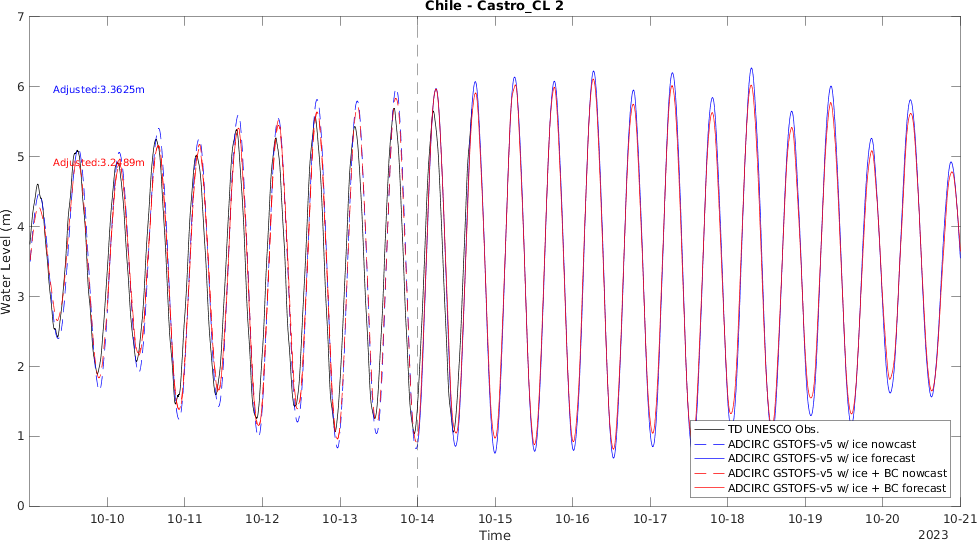 Chile - Castro_CL 2
7
6
5
4
3
2
1
0
Water Level (m)
Adjusted:3.3625m
Adjusted:3.2489m
TD UNESCO Obs.
ADCIRC GSTOFS-v5 w/ ice nowcast
ADCIRC GSTOFS-v5 w/ ice forecast
ADCIRC GSTOFS-v5 w/ ice + BC nowcast
ADCIRC GSTOFS-v5 w/ ice + BC forecast
10-10 10-11 10-12 10-13 10-14 10-15 10-16 10-17 10-18 10-19 10-20 10-21
Time
2023